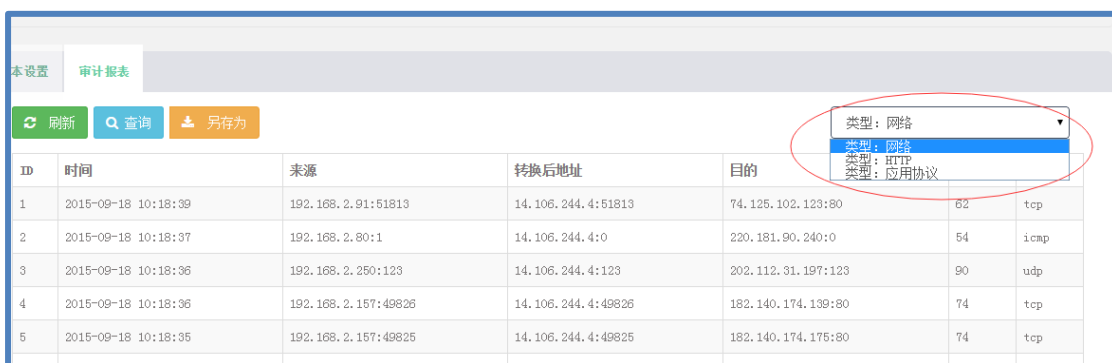 本设置 审计报表
刷新 查询 另存为 类型：网络
类型：网络
类型：HTTP
类型：应用协议
ID 时间 来源 转换后地址 目的
1 2015-09-18 10:18:39 192.168.2.91:51813 14.106.244.4:51813 74.125.102.123:80 62 tcp
2 2015-09-18 10:18:37 192.168.2.80:1 14.106.244.4:0 220.181.90.240:0 54 icmp
3 2015-09-18 10:18:36 192.168.2.250:123 14.106.244.4:123 202.112.31.197:123 90 udp
4 2015-09-18 10:18:36 192.168.2.157:49826 14.106.244.4:49826 182.140.174.139:80 74 tcp
5 2015-09-18 10:18:35 192.168.2.157:49825 14.106.244.4:49825 182.140.174.175:80 74 tcp